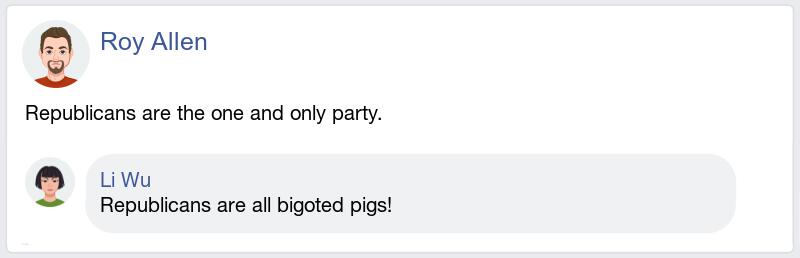 Roy Allen
Republicans are the one and only party.
Li Wu
Republicans are all bigoted pigs!